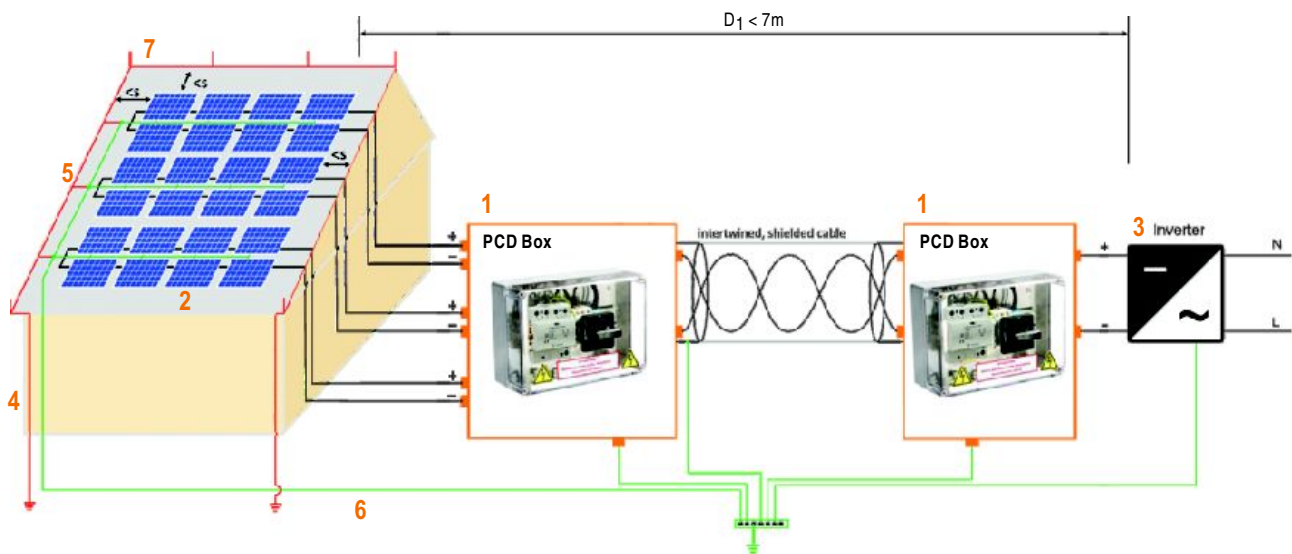 D1 < 7m
7
<s
<s
5
<s
2
4
6
1
PCD Box
+
−
+
−
+
−
intertwined, shielded cable
1
PCD Box
+
=
3
Inverter
N
L